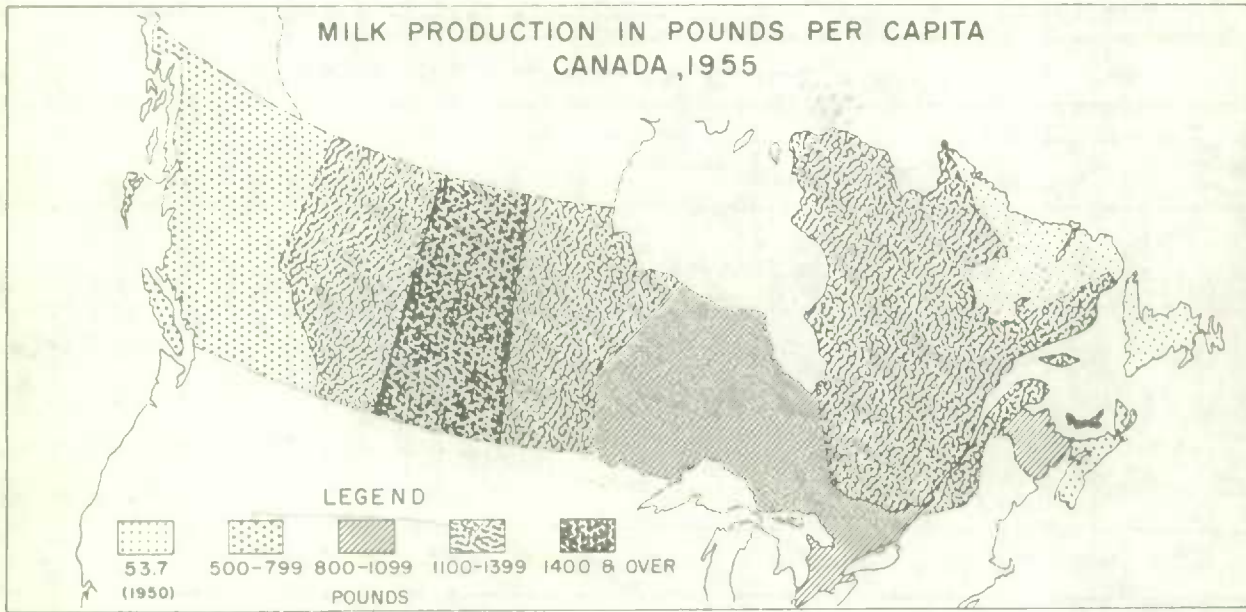 MILK PRODUCTION IN POUNDS PER CAPITA
CANADA, 1955
LEGEND
53.7 500-799 800-1099 1100-1399 1400 & OVER
(1950) POUNDS